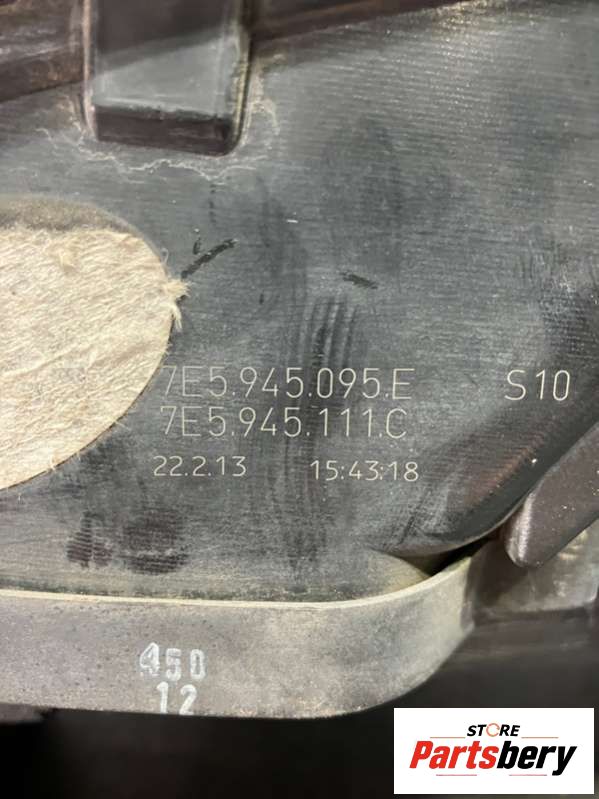 7E5.945.095.E S10
7E5.945.111.C
22.2.13 15:43:18
450
12
STORE
Partsbery